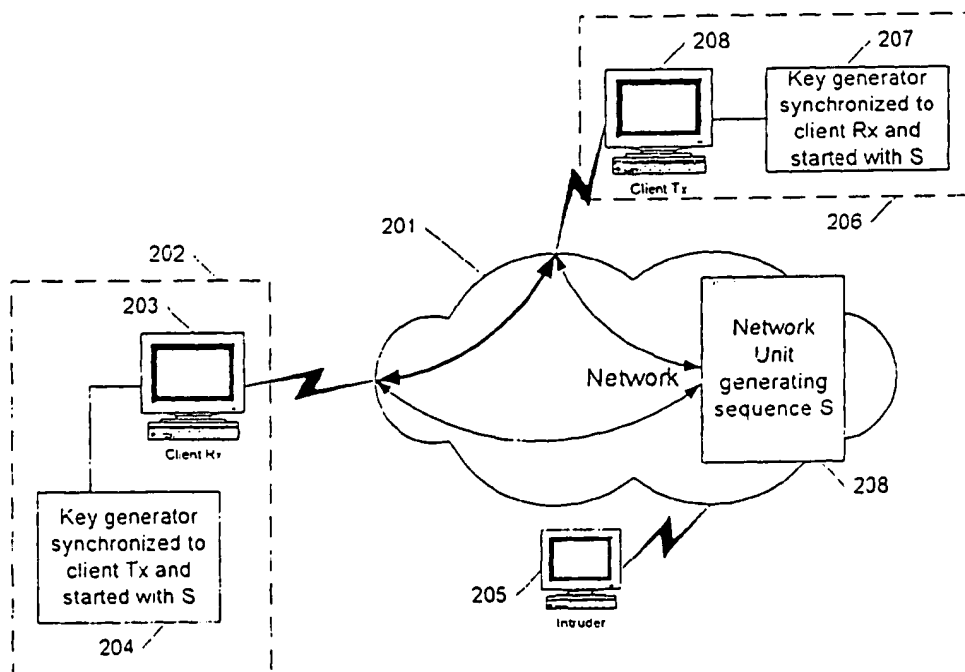 208
207
Key generator
synchronized to
client Rx and
started with S
Client Tx
206
201
202
203
Client Rx
Network
Network
Unit
generating
sequence S
208
Key generator
synchronized to
client Tx and
started with S
204
205
Intruder